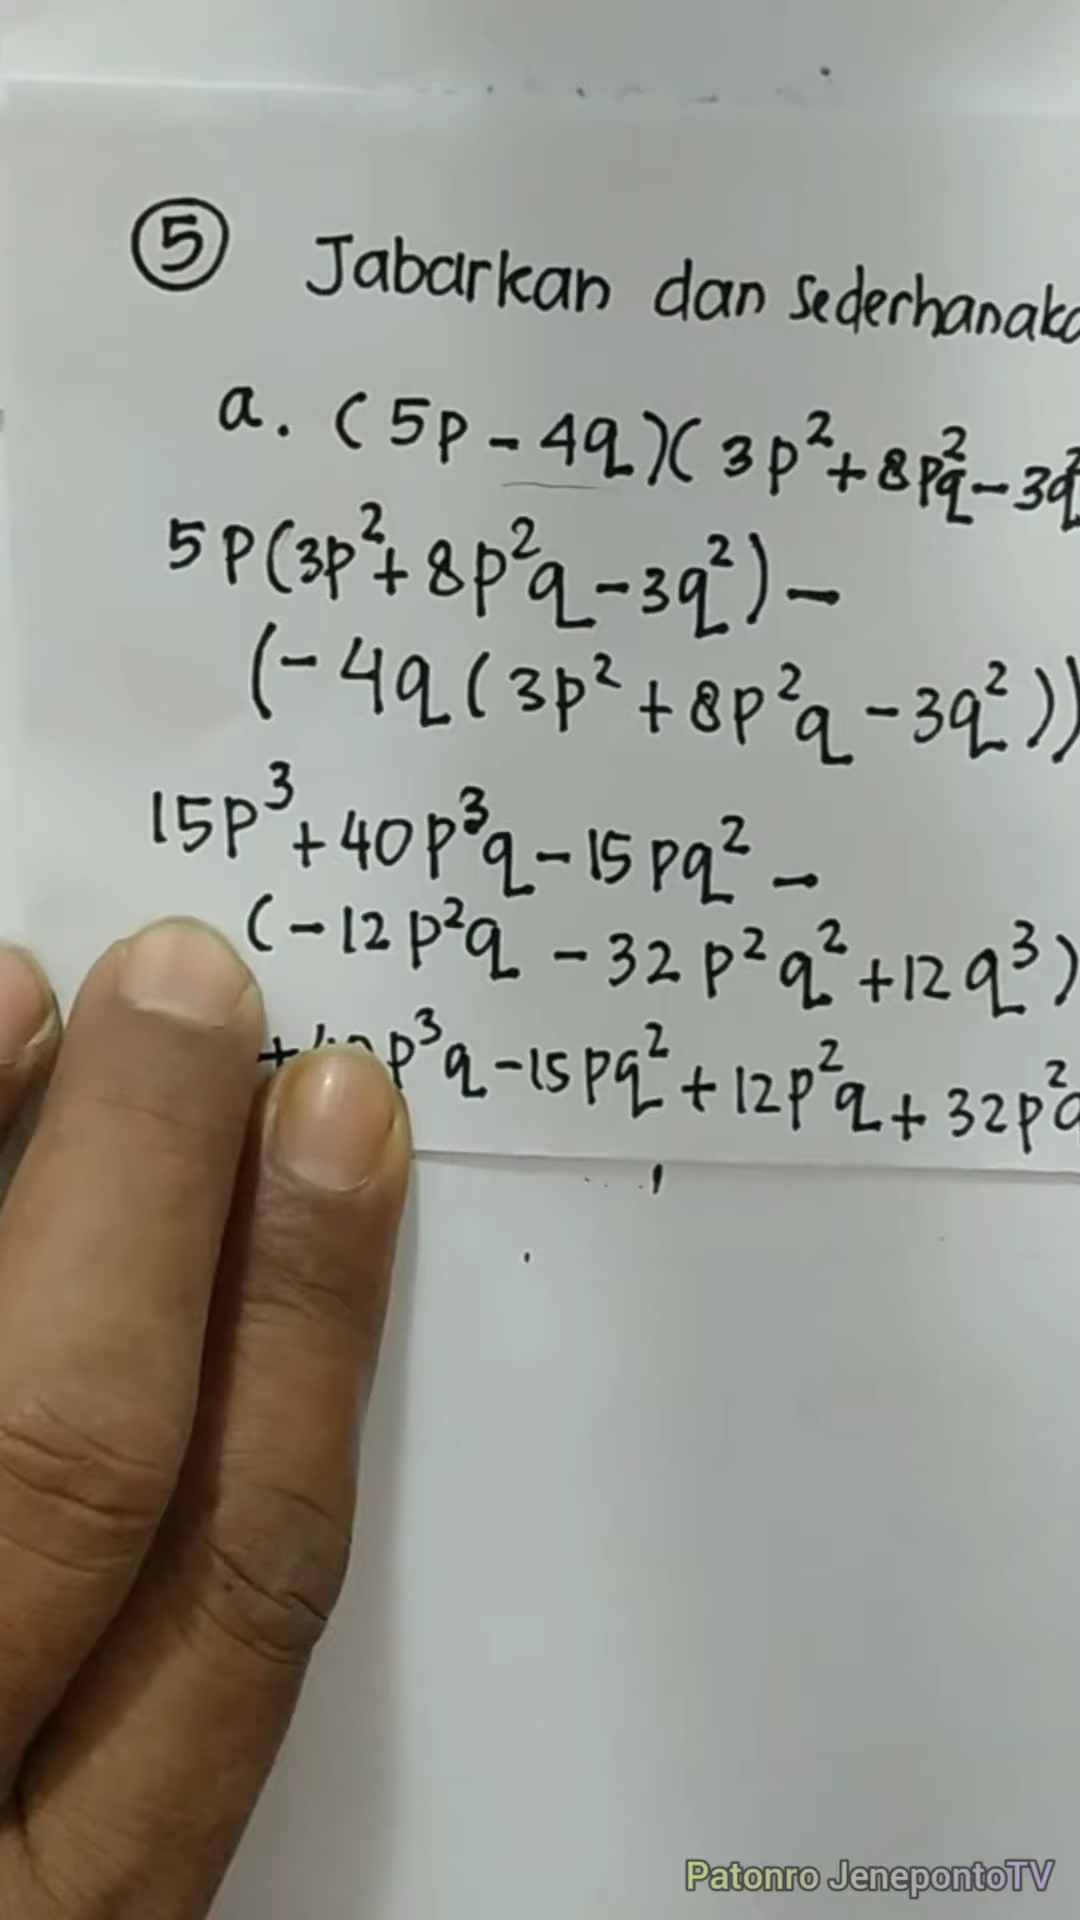 ⑤ Jabarkan dan Sederhanak
a. (5p - 4q)(3p² + 8p²q - 3q²
5p(3p² + 8p²q - 3q²) -
(-4q(3p² + 8p²q - 3q²))
15p³ + 40p³q - 15pq² -
(-12p²q - 32p²q² + 12q³)
+ p³q - 15pq² + 12p²q + 32p²
Patonro JenepontoTV